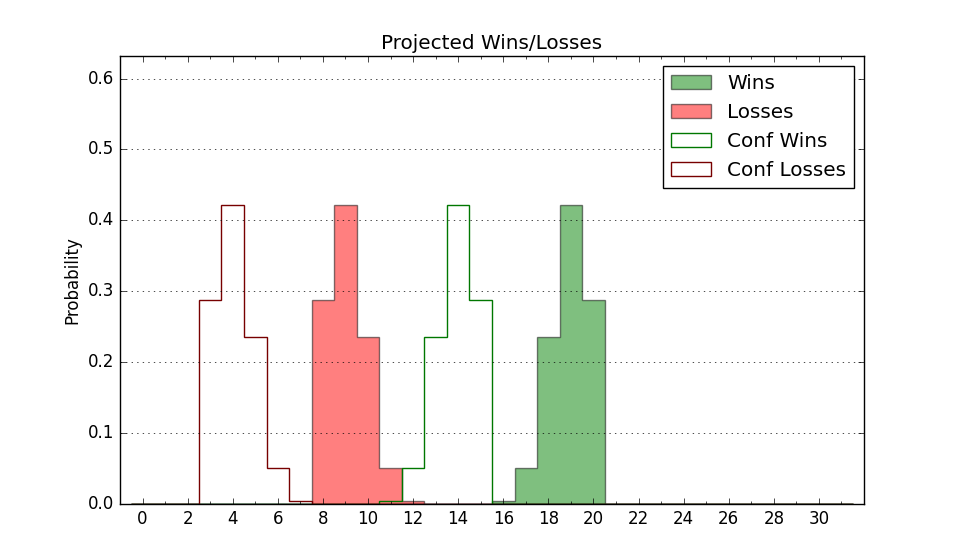 Projected Wins/Losses
0.6
0.5
0.4
0.3
0.2
0.1
0.0
Probability
Wins
Losses
Conf Wins
Conf Losses
0 2 4 6 8 10 12 14 16 18 20 22 24 26 28 30